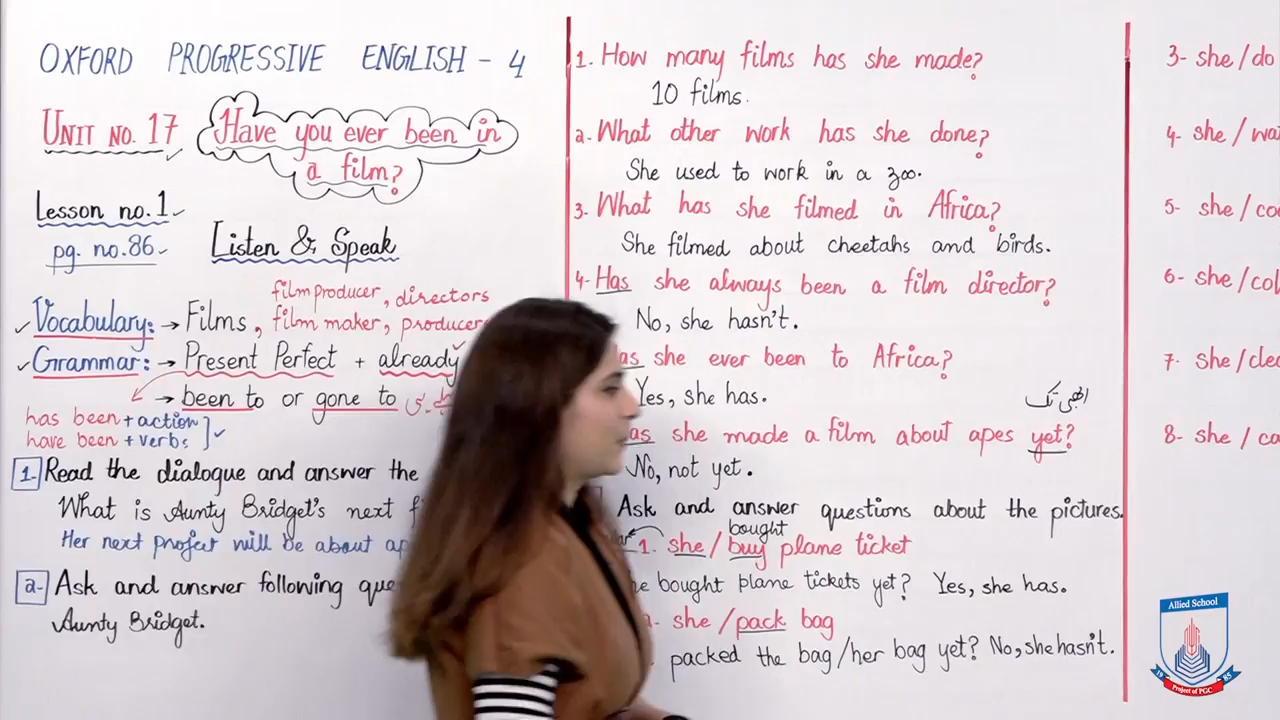 OXFORD PROGRESSIVE ENGLISH - 4
UNIT NO. 17
Have you ever been in
a film?
Lesson no. 1
pg. no. 86
Listen & Speak
film producer, directors
Vocabulary: → Films, film maker, producer
Grammar: → Present Perfect + already
→ been to or gone to
has been + action
have been + verbs
1. Read the dialogue and answer the
What is Aunty Bridget's next
Her next project will be about
2. Ask and answer following
Aunty Bridget.
1. How many films has she made?
10 films.
2. What other work has she done?
She used to work in a zoo.
3. What has she filmed in Africa?
She filmed about cheetahs and birds.
4. Has she always been a film director?
No, she hasn't.
she ever been to Africa?
Yes, she has.
ابھی تک
she made a film about apes yet?
No, not yet.
Ask and answer questions about the pictures.
bought
1. she / buy plane ticket
bought plane tickets yet? Yes, she has.
she / pack bag
packed the bag/her bag yet? No, she hasn't.
3- she / do
4- she /
5- she /
6- she /
7- she /
8- she /
Allied School
19 85
Project of PGC